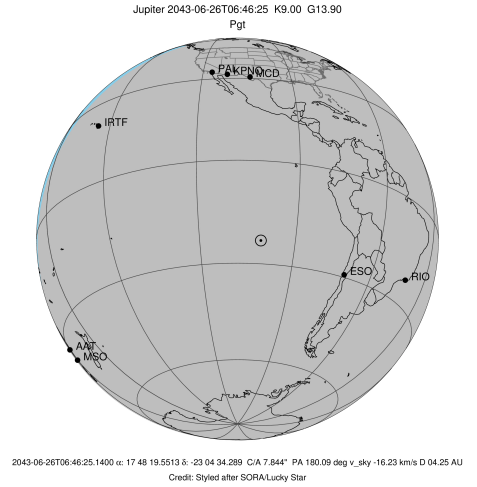 Jupiter 2043-06-26T06:46:25 K9.00 G13.90
Pgt
PAL
KPNO
MCD
IRTF
ESO
RIO
AAT
MSO
2043-06-26T06:46:25.1400 α: 17 48 19.5513 δ: -23 04 34.289 C/A 7.844" PA 180.09 deg v_sky -16.23 km/s D 04.25 AU
Credit: Styled after SORA/Lucky Star